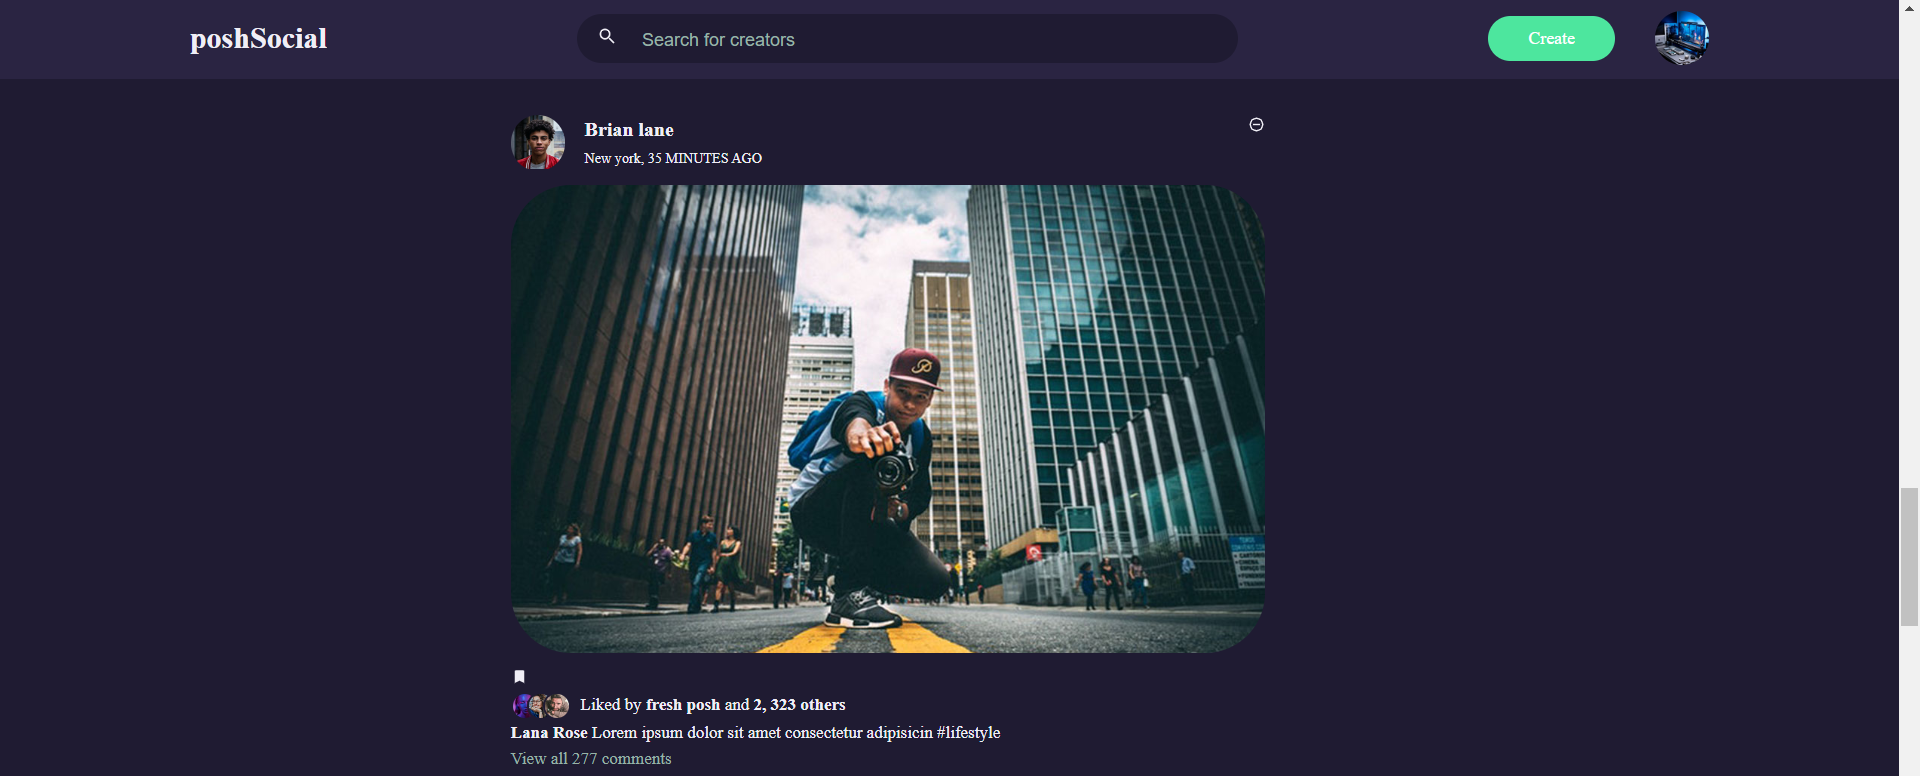 poshSocial
Search for creators
Create
Brian lane
New york, 35 MINUTES AGO
Liked by fresh posh and 2, 323 others
Lana Rose Lorem ipsum dolor sit amet consectetur adipisicin #lifestyle
View all 277 comments